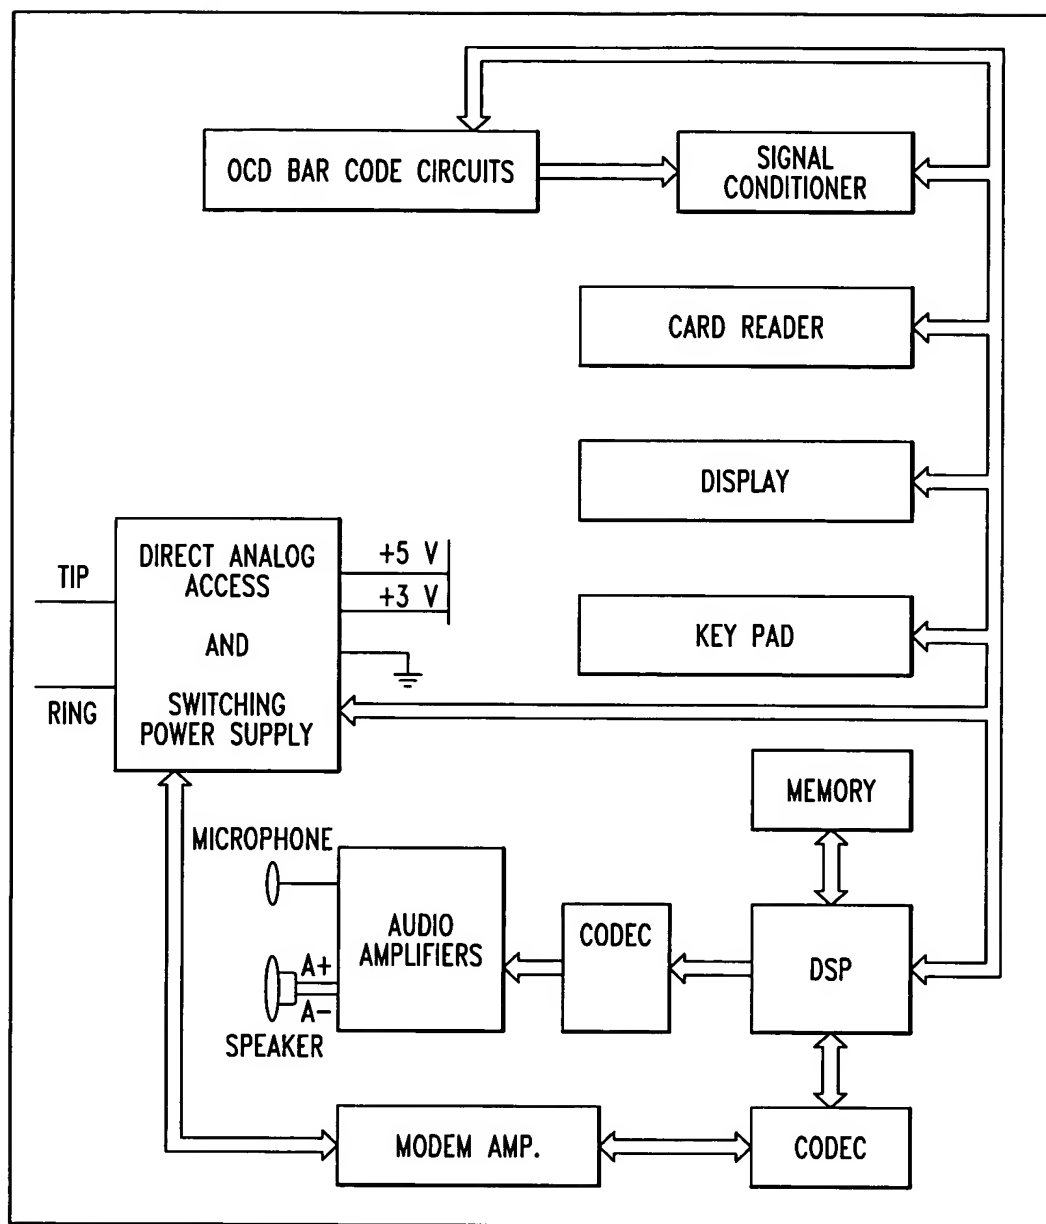 OCD BAR CODE CIRCUITS
SIGNAL
CONDITIONER
CARD READER
DISPLAY
DIRECT ANALOG
ACCESS
AND
SWITCHING
POWER SUPPLY
TIP
RING
+5 V
+3 V
KEY PAD
MEMORY
MICROPHONE
AUDIO
AMPLIFIERS
CODEC
DSP
A+
A-
SPEAKER
MODEM AMP.
CODEC